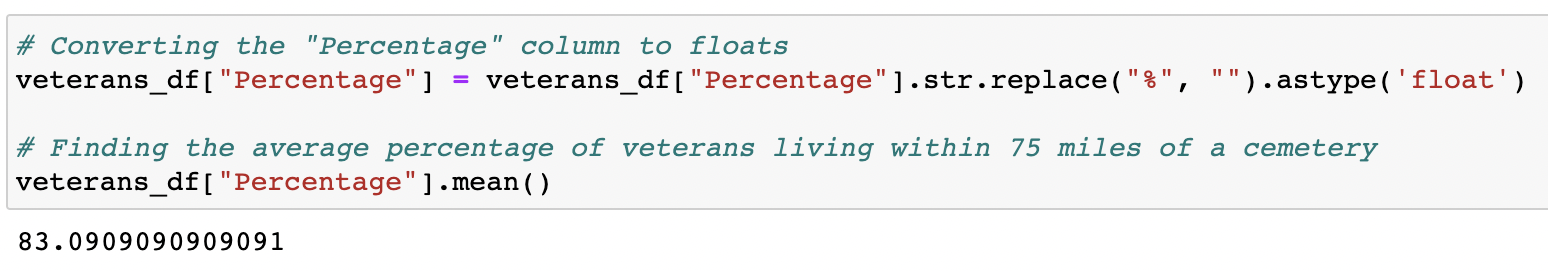 # Converting the "Percentage" column to floats
veterans_df["Percentage"] = veterans_df["Percentage"].str.replace("%", "").astype('float')
# Finding the average percentage of veterans living within 75 miles of a cemetery
veterans_df["Percentage"].mean()
83.0909090909091